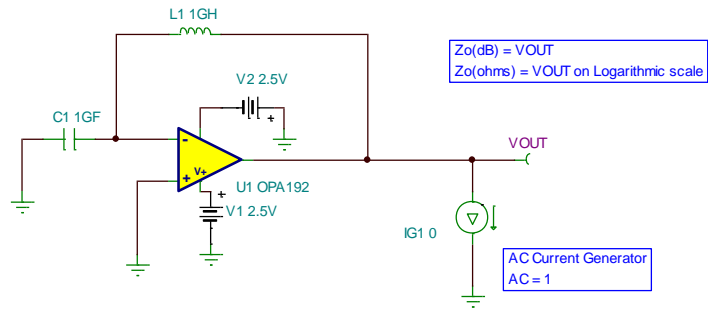 L1 1GH
Zo(dB) = VOUT
Zo(ohms) = VOUT on Logarithmic scale
V2 2.5V
+
C1 1GF
VOUT
-
+
V+
U1 OPA192
+
V1 2.5V
IG1 0
AC Current Generator
AC = 1